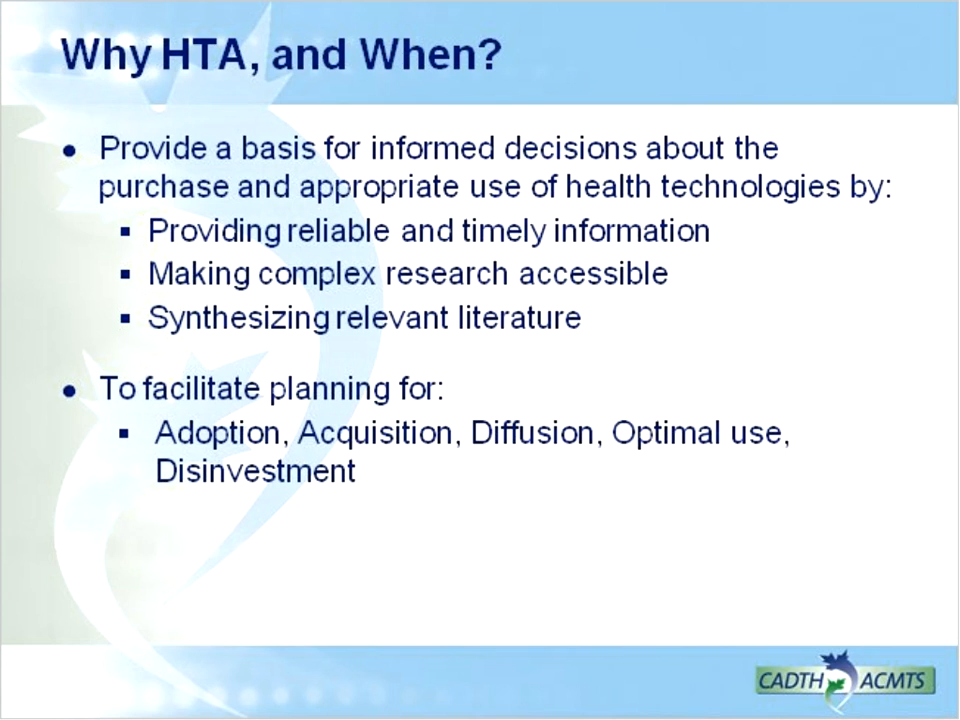 Why HTA, and When?
• Provide a basis for informed decisions about the
purchase and appropriate use of health technologies by:
▪ Providing reliable and timely information
▪ Making complex research accessible
▪ Synthesizing relevant literature
• To facilitate planning for:
▪ Adoption, Acquisition, Diffusion, Optimal use,
Disinvestment
CADTH ACMTS